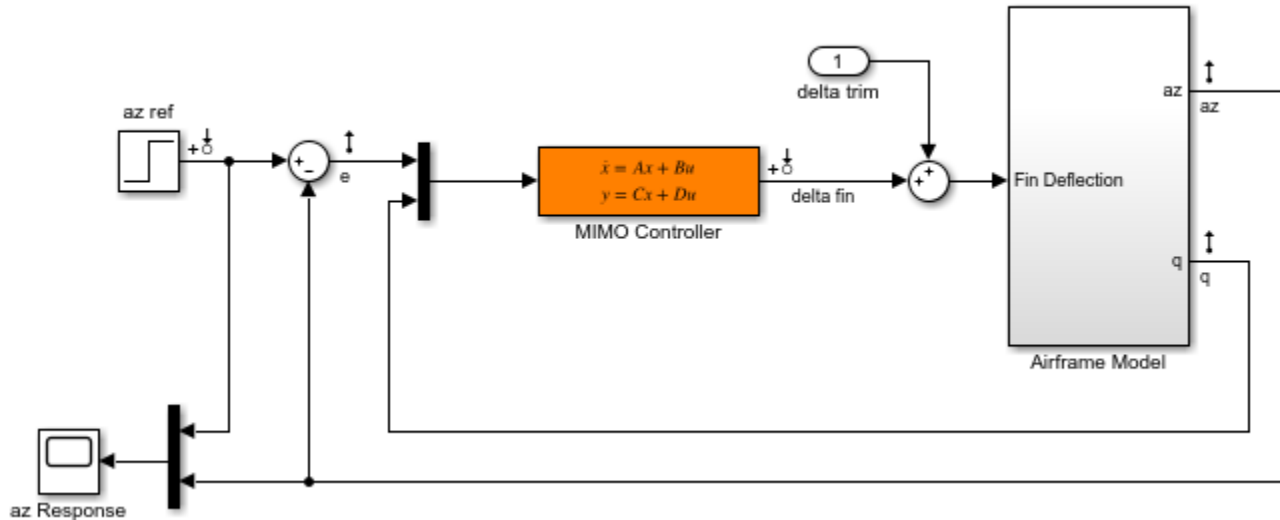 1
delta trim
az ref
+
+
−
e
ẋ = Ax + Bu
y = Cx + Du
MIMO Controller
+
delta fin
+
+
Fin Deflection
az
az
q
q
Airframe Model
az Response